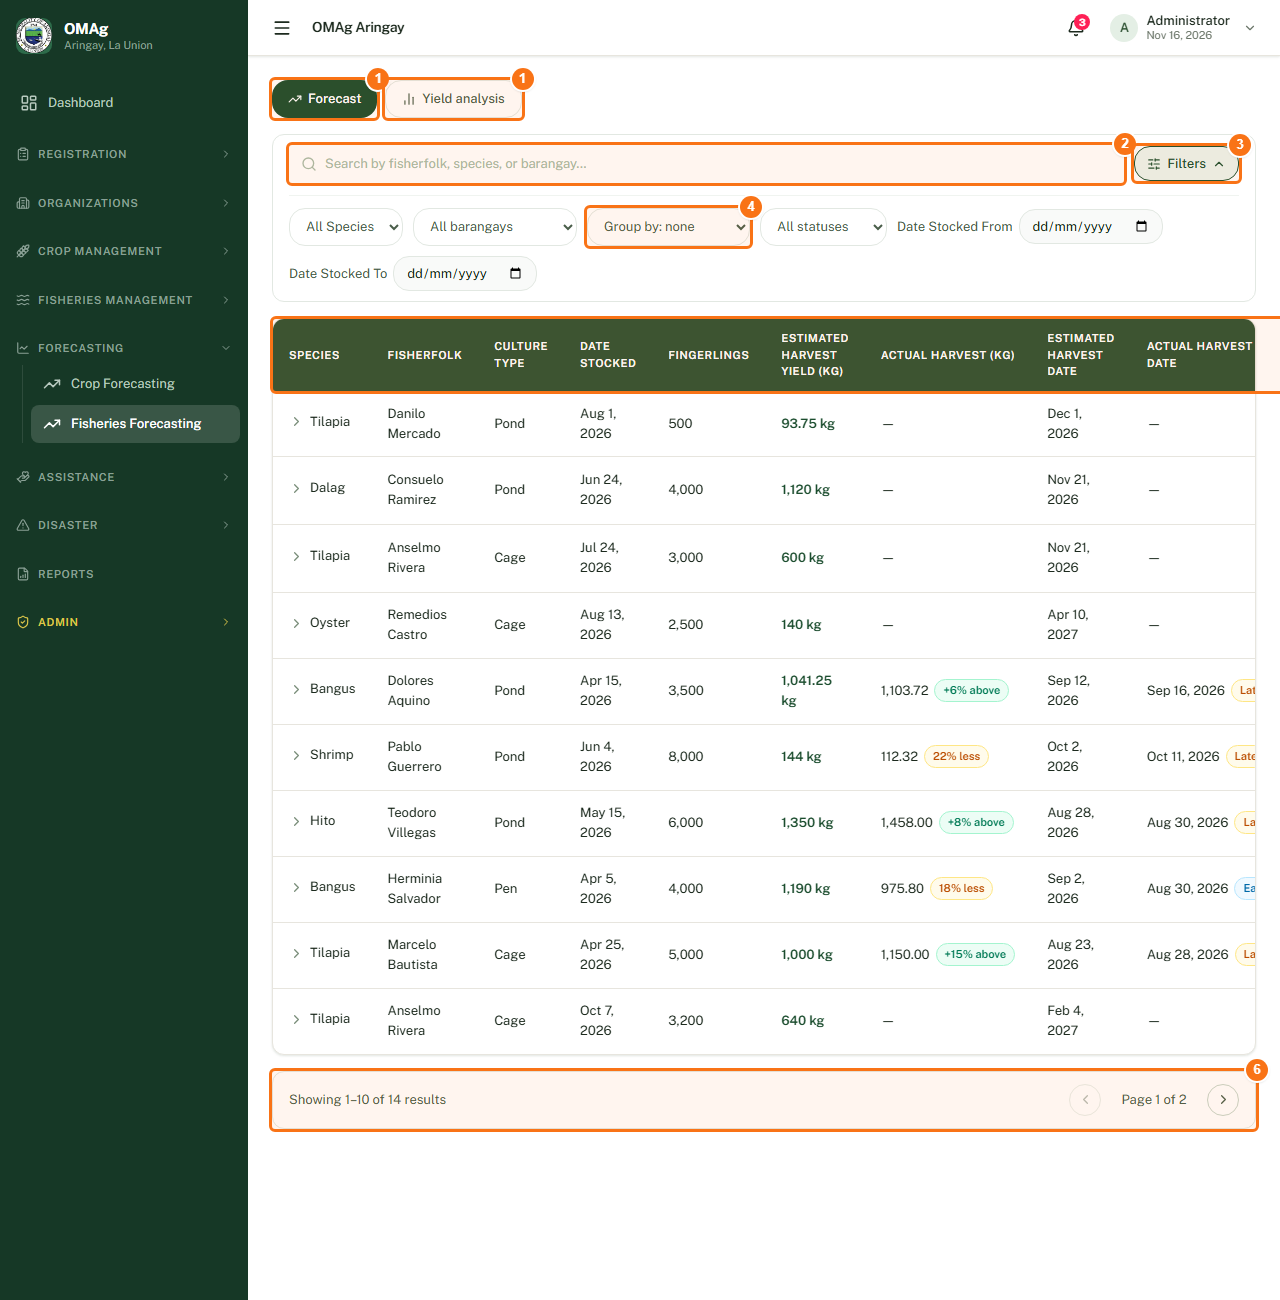 OMAg
Aringay, La Union
Dashboard
REGISTRATION
ORGANIZATIONS
CROP MANAGEMENT
FISHERIES MANAGEMENT
FORECASTING
Crop Forecasting
Fisheries Forecasting
ASSISTANCE
DISASTER
REPORTS
ADMIN
OMAg Aringay
3
A
Administrator
Nov 16, 2026
Forecast 1
Yield analysis 1
Search by fisherfolk, species, or barangay... 2
Filters 3
All Species
All barangays
Group by: none 4
All statuses
Date Stocked From dd/mm/yyyy
Date Stocked To dd/mm/yyyy
SPECIES FISHERFOLK CULTURE TYPE DATE STOCKED FINGERLINGS ESTIMATED HARVEST YIELD (KG) ACTUAL HARVEST (KG) ESTIMATED HARVEST DATE ACTUAL HARVEST DATE
Tilapia Danilo Mercado Pond Aug 1, 2026 500 93.75 kg — Dec 1, 2026 —
Dalag Consuelo Ramirez Pond Jun 24, 2026 4,000 1,120 kg — Nov 21, 2026 —
Tilapia Anselmo Rivera Cage Jul 24, 2026 3,000 600 kg — Nov 21, 2026 —
Oyster Remedios Castro Cage Aug 13, 2026 2,500 140 kg — Apr 10, 2027 —
Bangus Dolores Aquino Pond Apr 15, 2026 3,500 1,041.25 kg 1,103.72 +6% above Sep 12, 2026 Sep 16, 2026 Lat
Shrimp Pablo Guerrero Pond Jun 4, 2026 8,000 144 kg 112.32 22% less Oct 2, 2026 Oct 11, 2026 Late
Hito Teodoro Villegas Pond May 15, 2026 6,000 1,350 kg 1,458.00 +8% above Aug 28, 2026 Aug 30, 2026 La
Bangus Herminia Salvador Pen Apr 5, 2026 4,000 1,190 kg 975.80 18% less Sep 2, 2026 Aug 30, 2026 Ea
Tilapia Marcelo Bautista Cage Apr 25, 2026 5,000 1,000 kg 1,150.00 +15% above Aug 23, 2026 Aug 28, 2026 La
Tilapia Anselmo Rivera Cage Oct 7, 2026 3,200 640 kg — Feb 4, 2027 —
6
Showing 1–10 of 14 results
Page 1 of 2